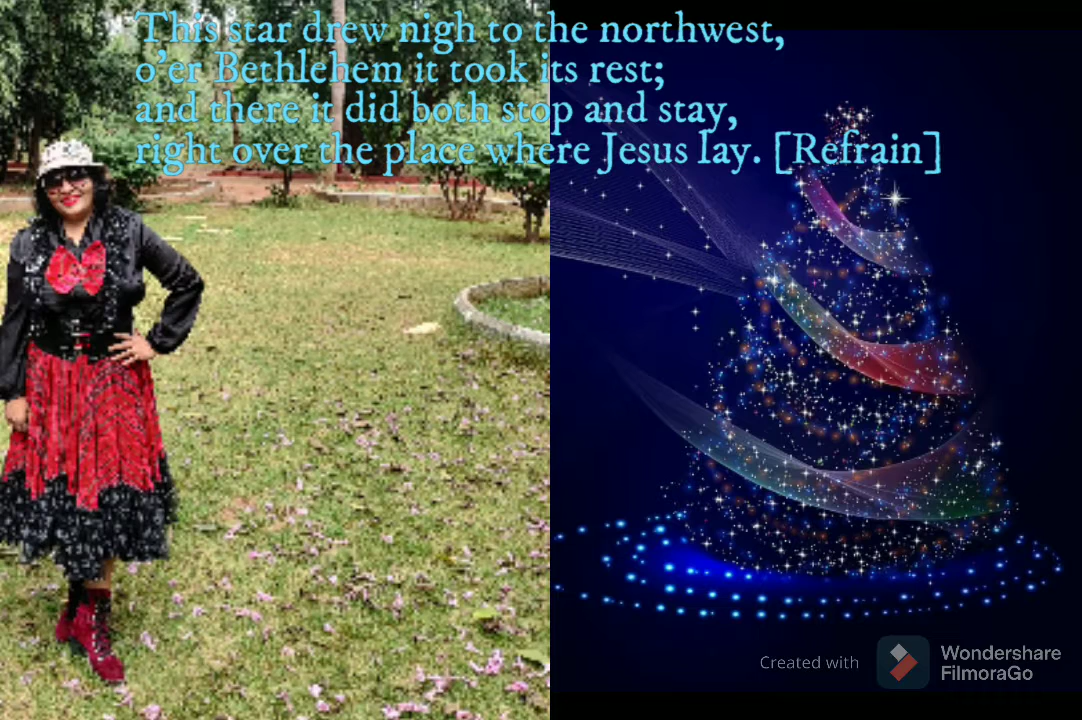 This star drew nigh to the northwest,
o'er Bethlehem it took its rest;
and there it did both stop and stay,
right over the place where Jesus lay. [Refrain]
Created with
Wondershare
FilmoraGo